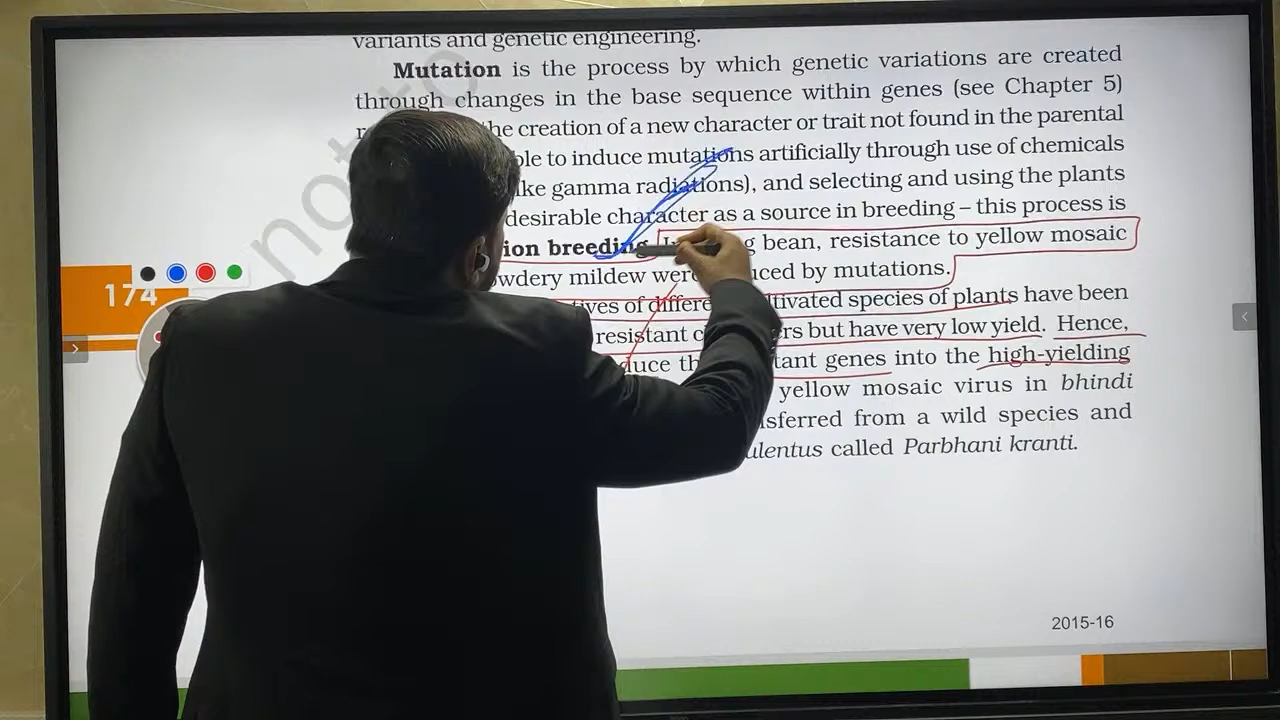 variants and genetic engineering.
Mutation is the process by which genetic variations are created
through changes in the base sequence within genes (see Chapter 5)
the creation of a new character or trait not found in the parental
ble to induce mutations artificially through use of chemicals
ke gamma radiations), and selecting and using the plants
desirable character as a source in breeding – this process is
ion breeding. bean, resistance to yellow mosaic
owdery mildew were uced by mutations.
tives of differe ltivated species of plants have been
resistant c rs but have very low yield. Hence,
duce th tant genes into the high-yielding
yellow mosaic virus in bhindi
nsferred from a wild species and
ulentus called Parbhani kranti.
174
not to
2015-16